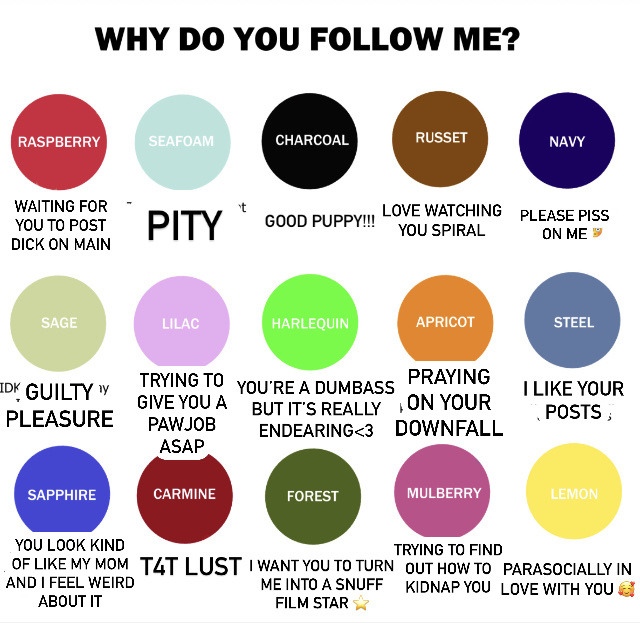 WHY DO YOU FOLLOW ME?
RASPBERRY
SEAFOAM
CHARCOAL
RUSSET
NAVY
WAITING FOR
YOU TO POST
DICK ON MAIN
PITY
GOOD PUPPY!!!
LOVE WATCHING
YOU SPIRAL
PLEASE PISS
ON ME
SAGE
LILAC
HARLEQUIN
APRICOT
STEEL
IDK GUILTY
PLEASURE
TRYING TO
GIVE YOU A
PAWJOB
ASAP
YOU'RE A DUMBASS
BUT IT'S REALLY
ENDEARING<3
PRAYING
ON YOUR
DOWNFALL
I LIKE YOUR
POSTS
SAPPHIRE
CARMINE
FOREST
MULBERRY
LEMON
YOU LOOK KIND
OF LIKE MY MOM
AND I FEEL WEIRD
ABOUT IT
T4T LUST
I WANT YOU TO TURN
ME INTO A SNUFF
FILM STAR ⭐
TRYING TO FIND
OUT HOW TO
KIDNAP YOU
PARASOCIALLY IN
LOVE WITH YOU 🥰